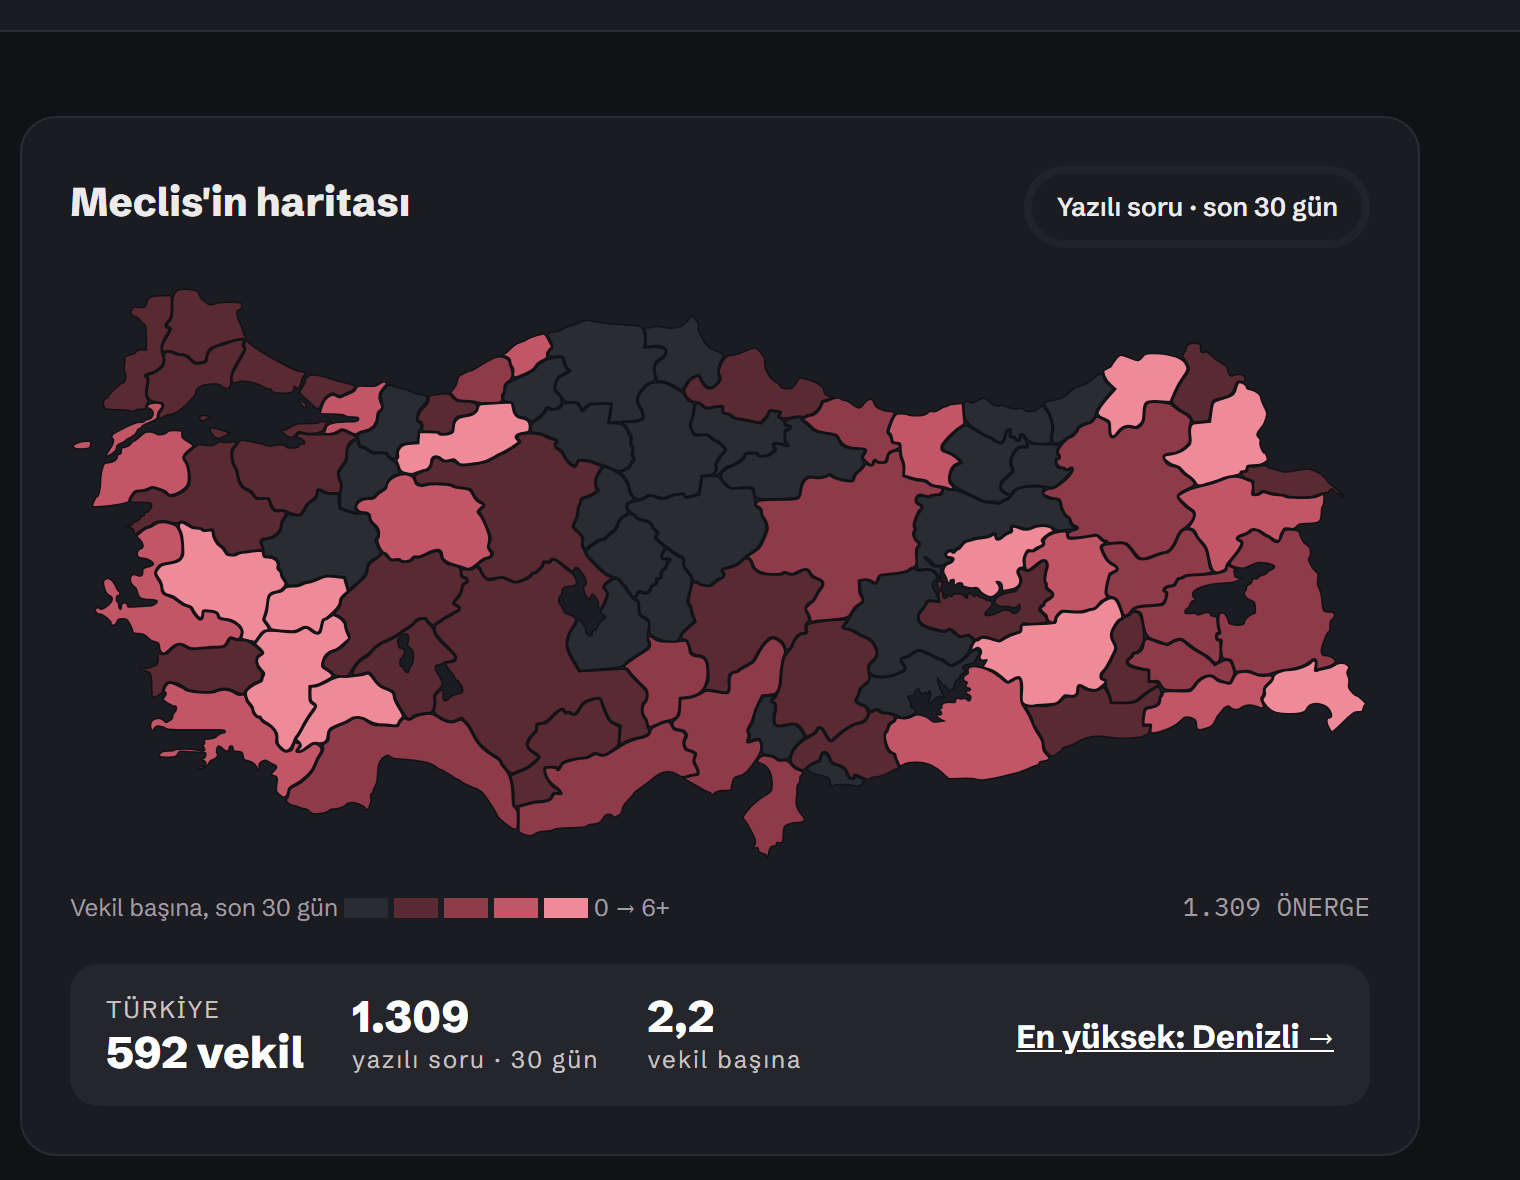 Meclis'in haritası
Yazılı soru · son 30 gün
Vekil başına, son 30 gün 0 → 6+
1.309 ÖNERGE
TÜRKİYE
592 vekil
1.309
yazılı soru · 30 gün
2,2
vekil başına
En yüksek: Denizli →